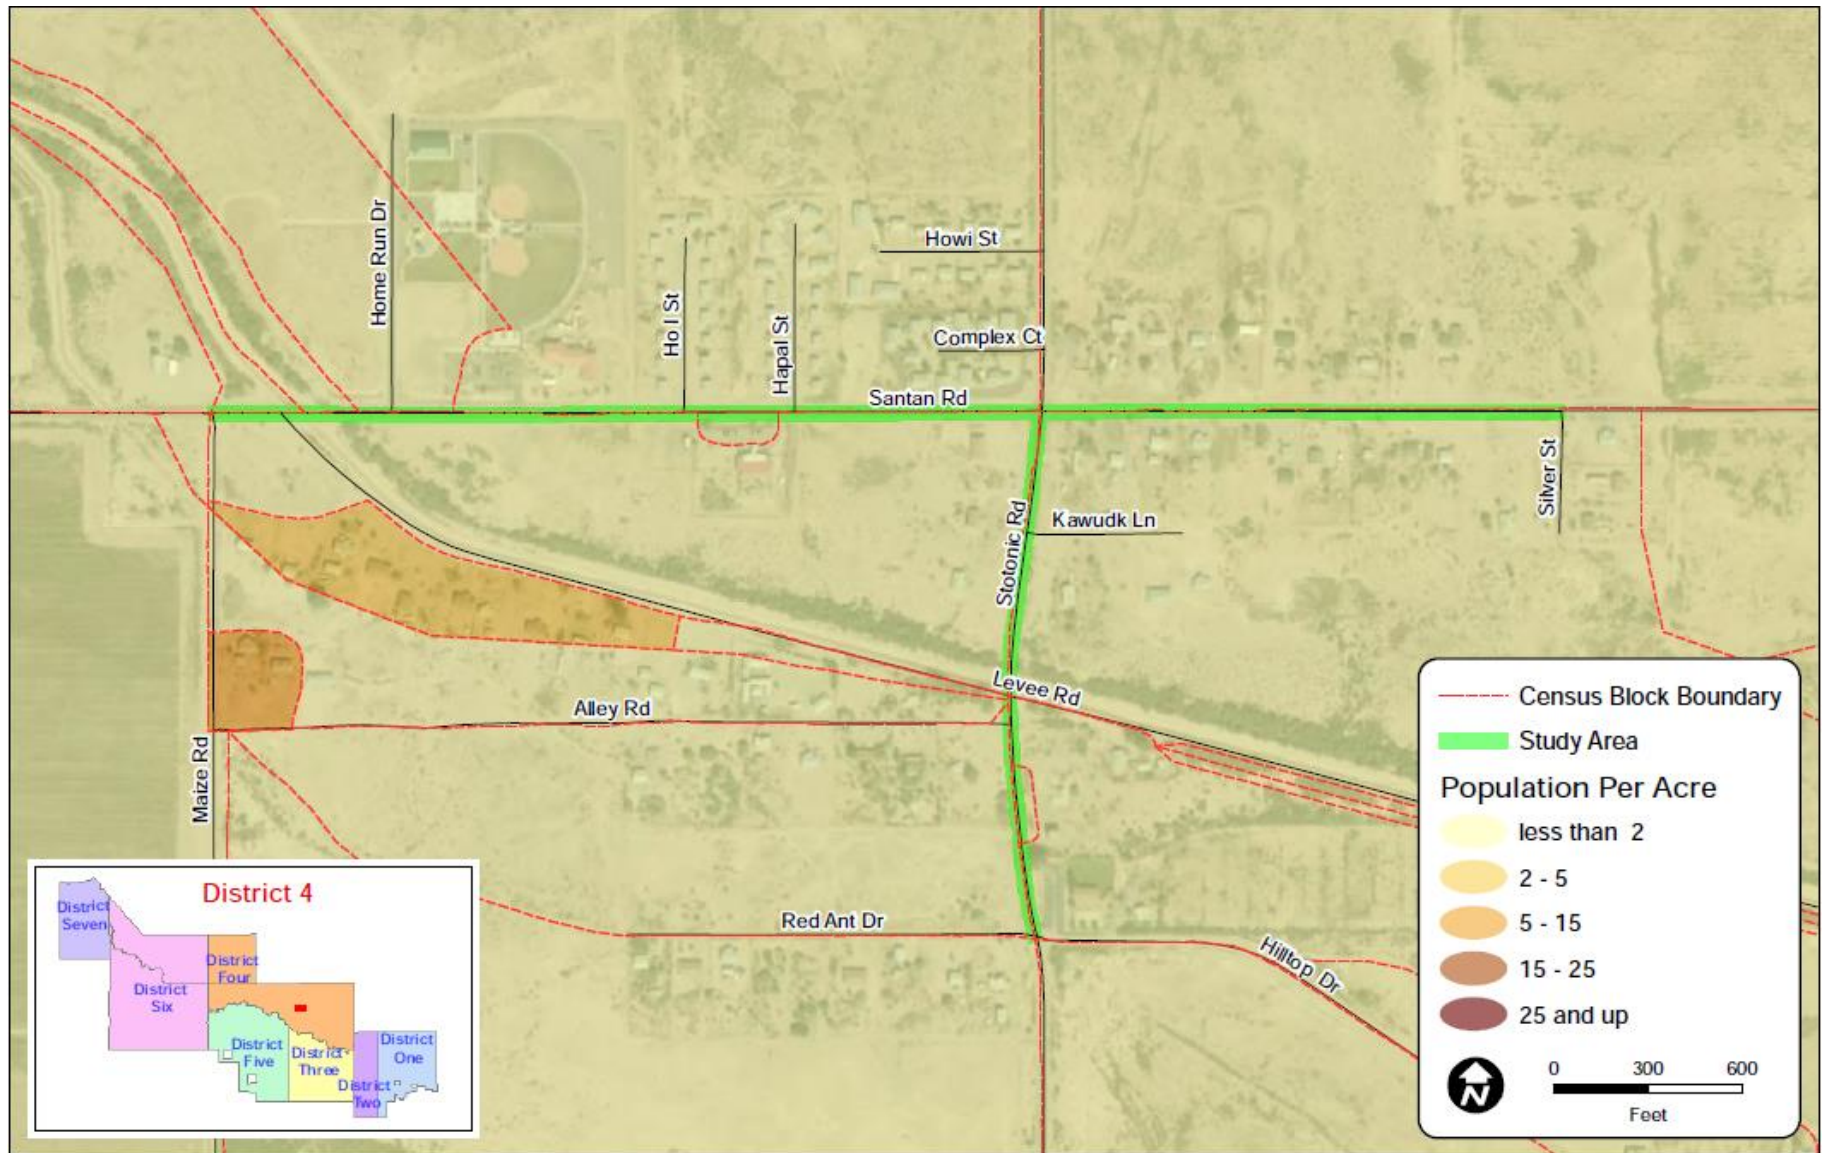 Home Run Dr
Ho I St
Hapal St
Howi St
Complex Ct
Santan Rd
Silver St
Stotonic Rd
Kawudk Ln
Levee Rd
Alley Rd
Maize Rd
Red Ant Dr
Hilltop Dr
District 4
District
Seven
District
Six
District
Four
District
Five
District
Three
District
Two
District
One
Census Block Boundary
Study Area
Population Per Acre
less than 2
2 - 5
5 - 15
15 - 25
25 and up
N
0 300 600
Feet